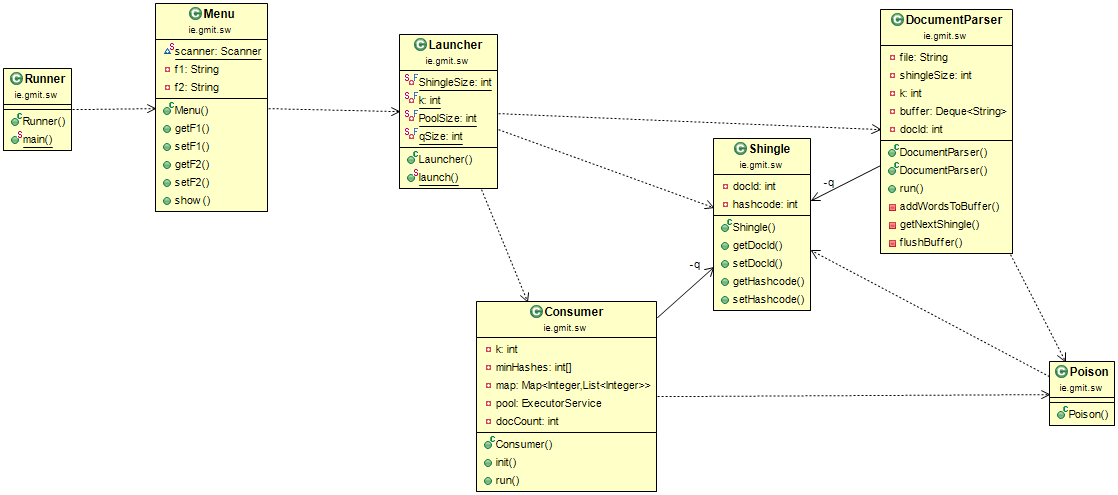 Runner
ie.gmit.sw
Runner()
main()
Menu
ie.gmit.sw
scanner: Scanner
f1: String
f2: String
Menu()
getF1()
setF1()
getF2()
setF2()
show ()
Launcher
ie.gmit.sw
ShingleSize: int
k: int
PoolSize: int
qSize: int
Launcher()
launch()
Consumer
ie.gmit.sw
k: int
minHashes: int[]
map: Map<Integer,List<Integer>>
pool: ExecutorService
docCount: int
Consumer()
init()
run()
-q
Shingle
ie.gmit.sw
docId: int
hashcode: int
Shingle()
getDocId()
setDocId()
getHashcode()
setHashcode()
-q
DocumentParser
ie.gmit.sw
file: String
shingleSize: int
k: int
buffer: Deque<String>
docId: int
DocumentParser()
DocumentParser()
run()
addWordsToBuffer()
getNextShingle()
flushBuffer()
Poison
ie.gmit.sw
Poison()